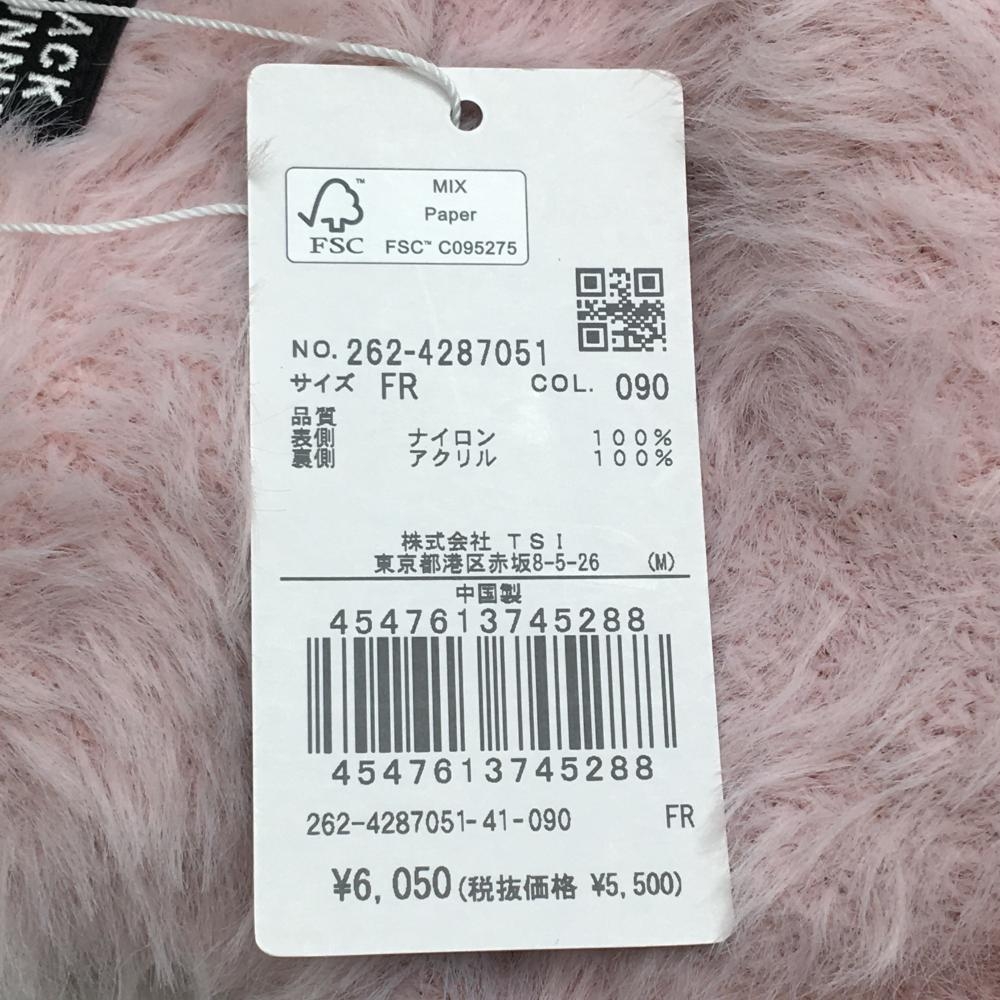 ACK
MIX
Paper
FSC
FSC™ C095275
NO. 262-4287051
サイズ FR COL. 090
品質
表側 ナイロン 100%
裏側 アクリル 100%
株式会社 TSI
東京都港区赤坂8-5-26 (M)
中国製
4547613745288
4547613745288
262-4287051-41-090 FR
¥6,050(税抜価格 ¥5,500)